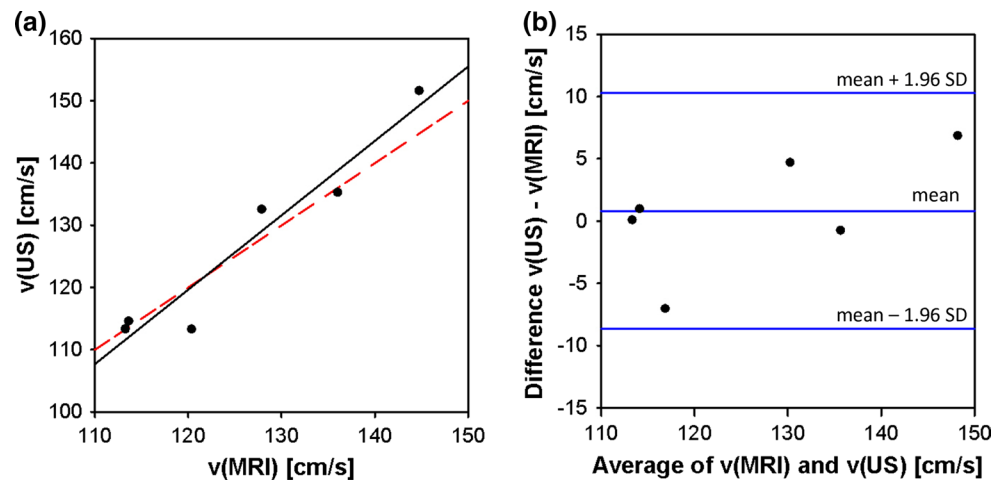 (a)
160
150
140
130
120
110
100
v(US) [cm/s]
110 120 130 140 150
v(MRI) [cm/s]
(b)
15
10
5
0
-5
-10
-15
Difference v(US) - v(MRI) [cm/s]
mean + 1.96 SD
mean
mean – 1.96 SD
110 120 130 140 150
Average of v(MRI) and v(US) [cm/s]